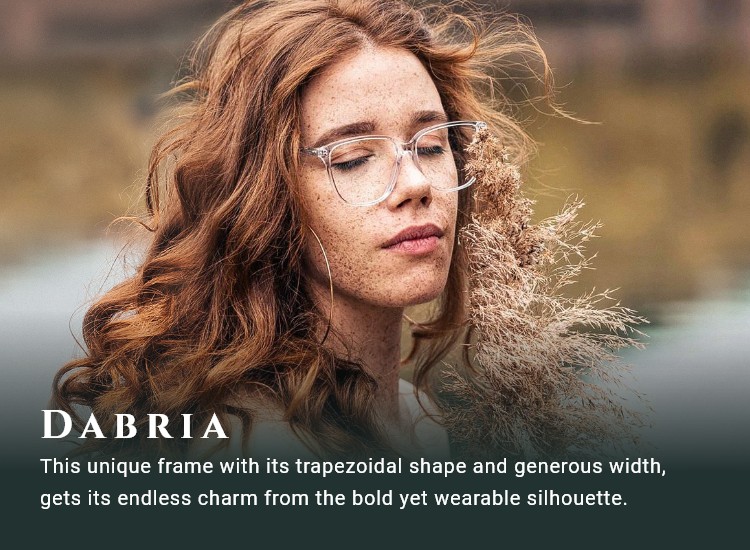 DABRIA
This unique frame with its trapezoidal shape and generous width,
gets its endless charm from the bold yet wearable silhouette.